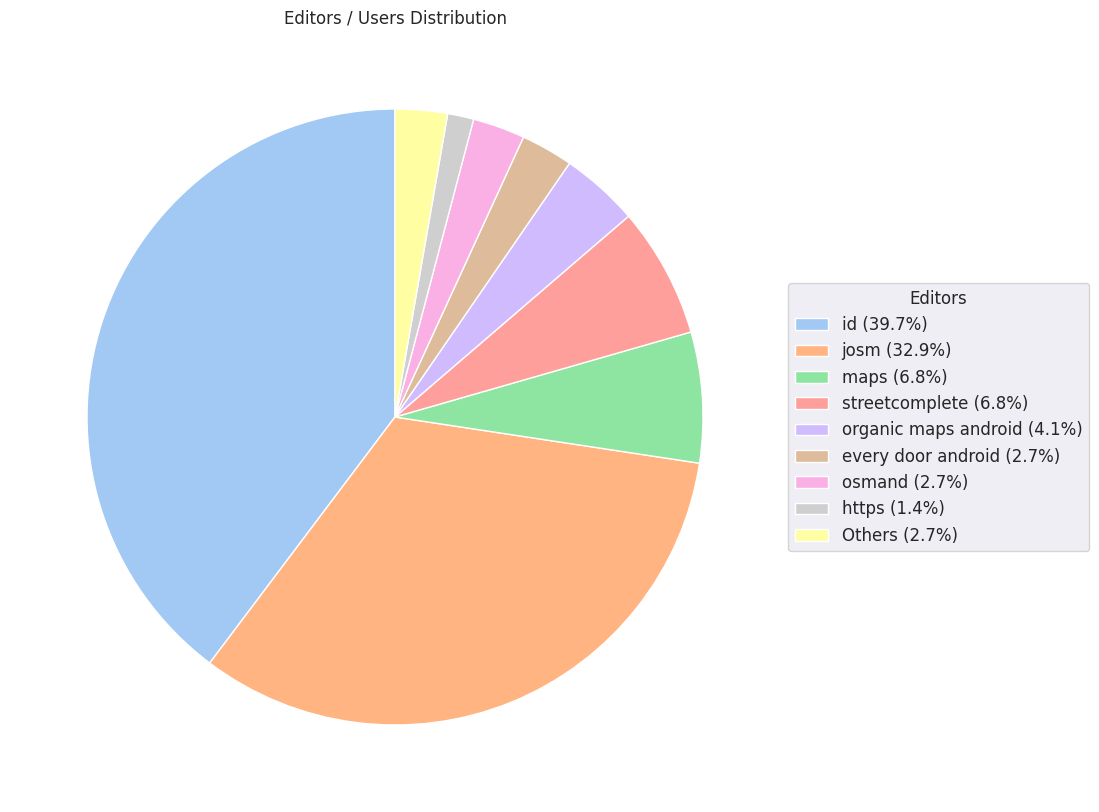 Editors / Users Distribution
Editors
id (39.7%)
josm (32.9%)
maps (6.8%)
streetcomplete (6.8%)
organic maps android (4.1%)
every door android (2.7%)
osmand (2.7%)
https (1.4%)
Others (2.7%)